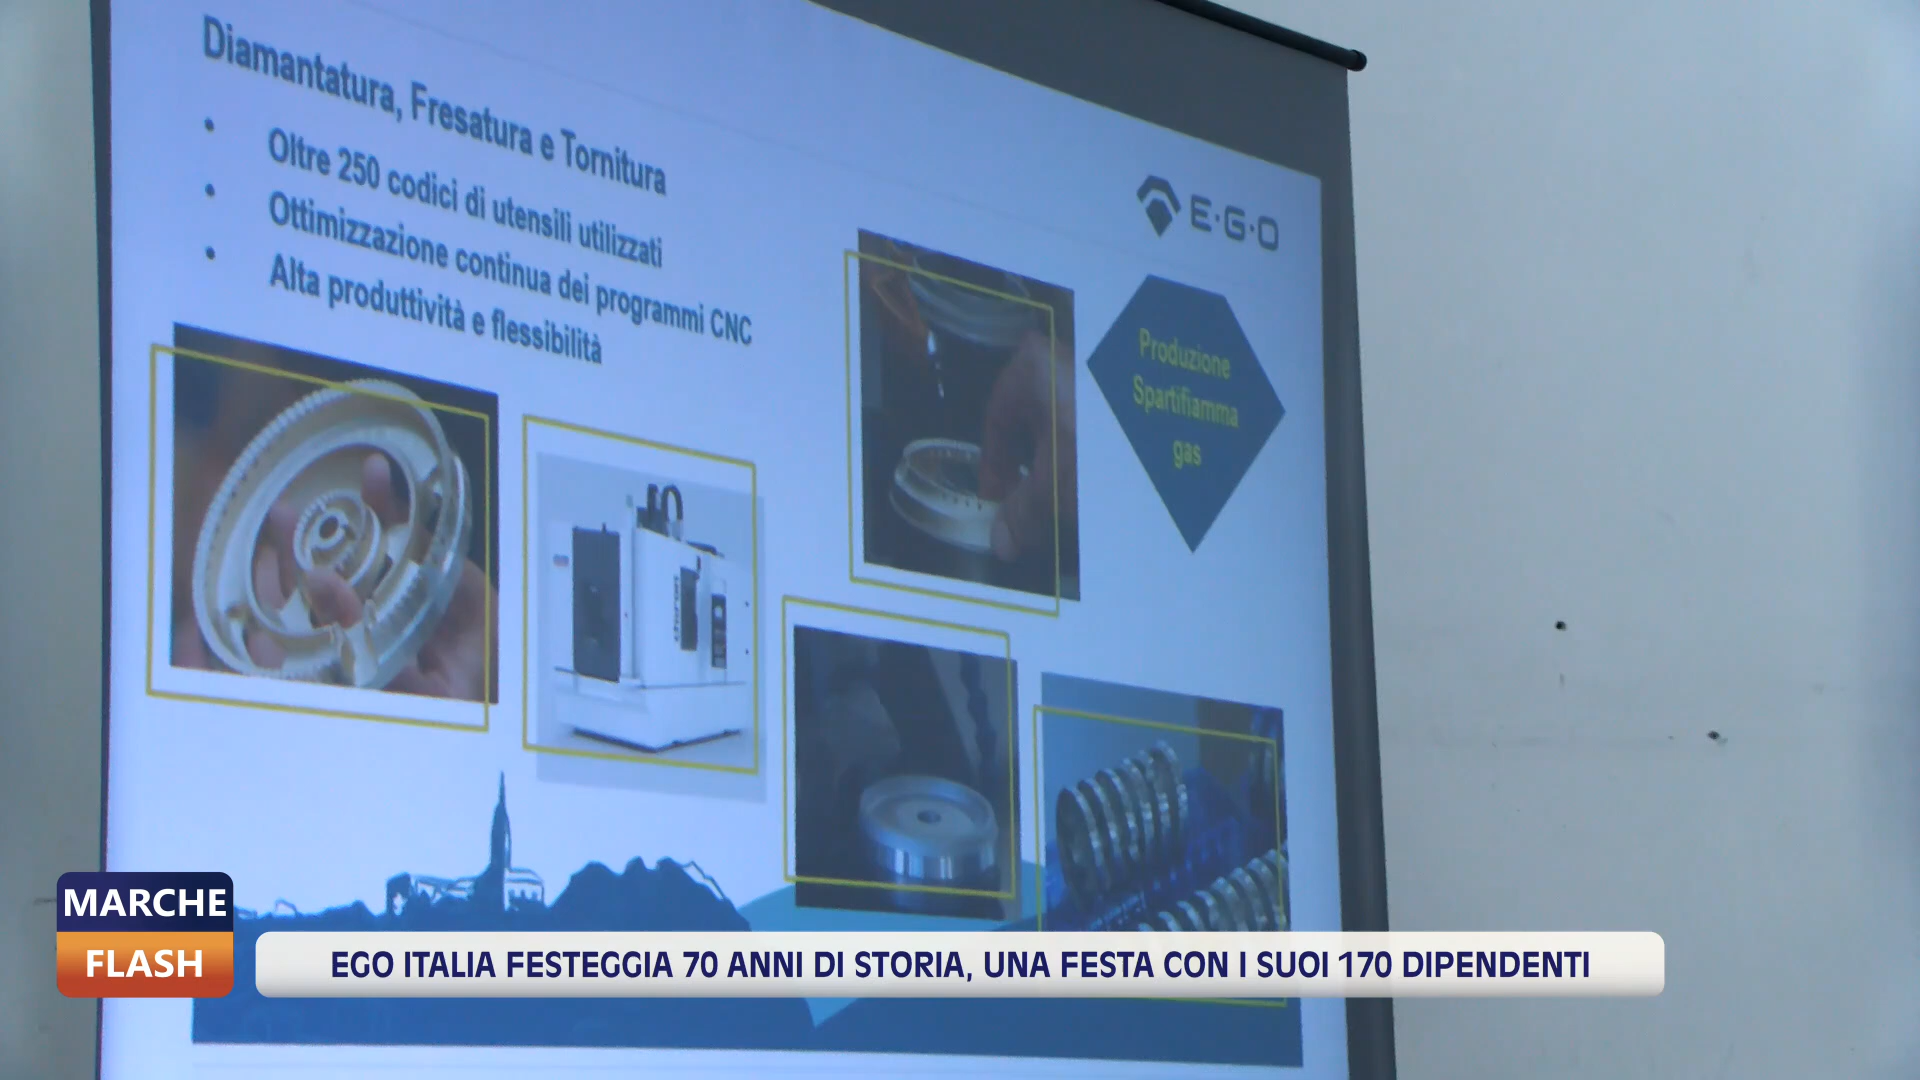 Diamantatura, Fresatura e Tornitura
• Oltre 250 codici di utensili utilizzati
• Ottimizzazione continua dei programmi CNC
• Alta produttività e flessibilità
E·G·O
Produzione
Spartifiamma
gas
chiron
MARCHE
FLASH
EGO ITALIA FESTEGGIA 70 ANNI DI STORIA, UNA FESTA CON I SUOI 170 DIPENDENTI